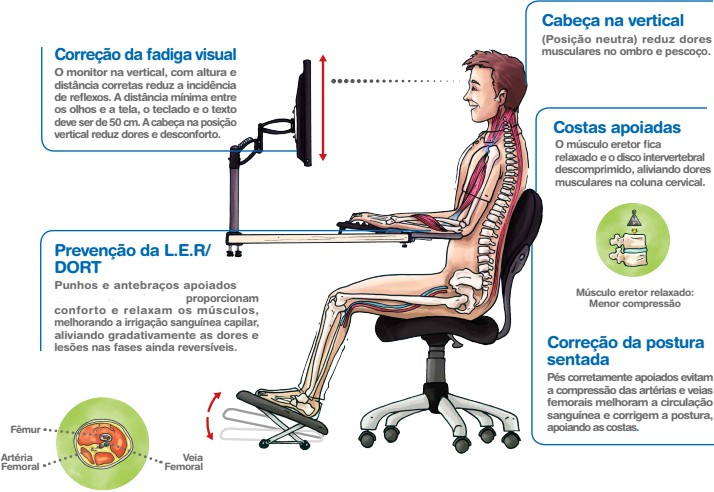 Correção da fadiga visual
O monitor na vertical, com altura e
distância corretas reduz a incidência
de reflexos. A distância mínima entre
os olhos e a tela, o teclado e o texto
deve ser de 50 cm. A cabeça na posição
vertical reduz dores e desconforto.
Cabeça na vertical
(Posição neutra) reduz dores
musculares no ombro e pescoço.
Costas apoiadas
O músculo eretor fica
relaxado e o disco intervertebral
descomprimido, aliviando dores
musculares na coluna cervical.
Músculo eretor relaxado:
Menor compressão
Prevenção da L.E.R/
DORT
Punhos e antebraços apoiados
proporcionam
conforto e relaxam os músculos,
melhorando a irrigação sanguínea capilar,
aliviando gradativamente as dores e
lesões nas fases ainda reversíveis.
Correção da postura
sentada
Pés corretamente apoiados evitam
a compressão das artérias e veias
femorais melhoram a circulação
sanguínea e corrigem a postura,
apoiando as costas.
Fêmur
Artéria
Femoral
Veia
Femoral